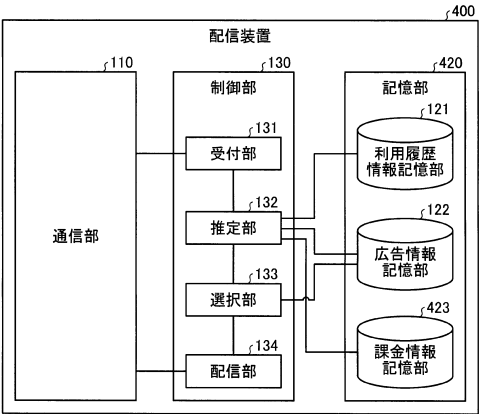 400
配信装置
110
通信部
130
制御部
131
受付部
132
推定部
133
選択部
134
配信部
420
記憶部
121
利用履歴
情報記憶部
122
広告情報
記憶部
423
課金情報
記憶部